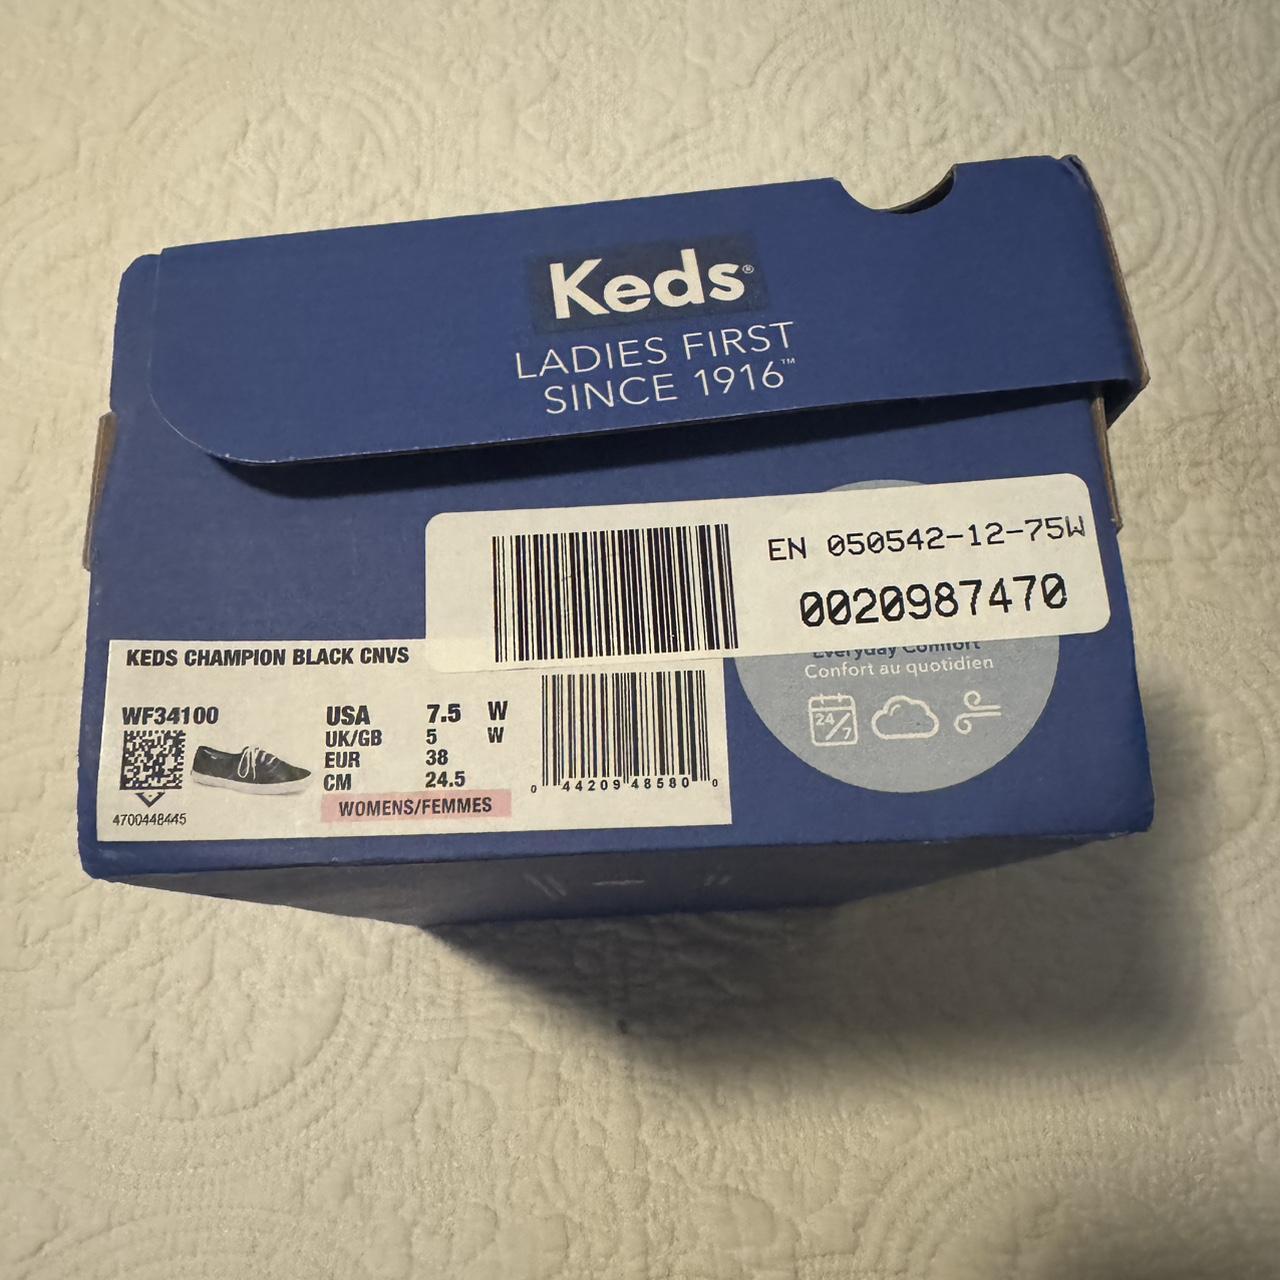 Keds®
LADIES FIRST
SINCE 1916™
EN 050542-12-75W
0020987470
Everyday Comfort
Confort au quotidien
24/7
KEDS CHAMPION BLACK CNVS
WF34100
USA 7.5 W
UK/GB 5 W
EUR 38
CM 24.5
WOMENS/FEMMES
4700448445
0 44209 48580 0